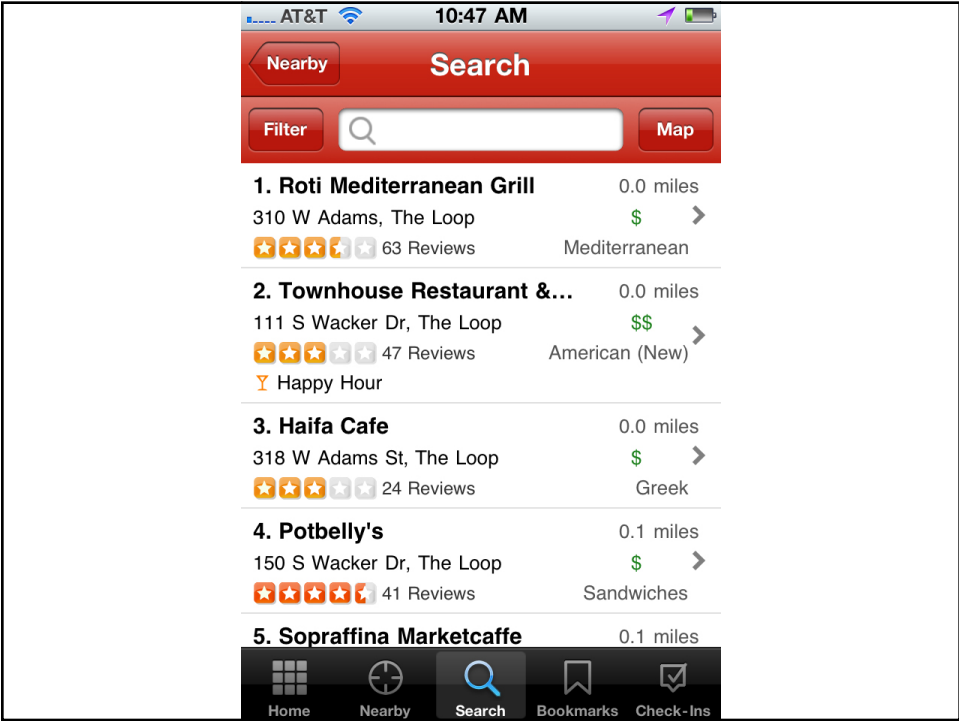 AT&T 10:47 AM
Nearby Search
Filter Map
1. Roti Mediterranean Grill 0.0 miles
310 W Adams, The Loop $
63 Reviews Mediterranean
2. Townhouse Restaurant &... 0.0 miles
111 S Wacker Dr, The Loop $$
47 Reviews American (New)
Happy Hour
3. Haifa Cafe 0.0 miles
318 W Adams St, The Loop $
24 Reviews Greek
4. Potbelly's 0.1 miles
150 S Wacker Dr, The Loop $
41 Reviews Sandwiches
5. Sopraffina Marketcaffe 0.1 miles
Home Nearby Search Bookmarks Check-Ins